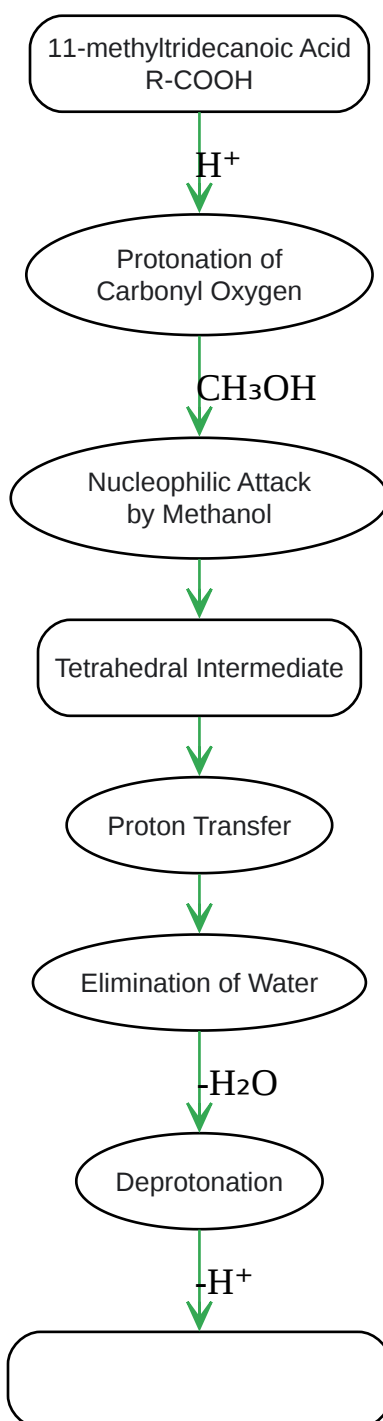 11-methyltridecanoic Acid
R-COOH
H⁺
Protonation of
Carbonyl Oxygen
CH₃OH
Nucleophilic Attack
by Methanol
Tetrahedral Intermediate
Proton Transfer
Elimination of Water
-H₂O
Deprotonation
-H⁺